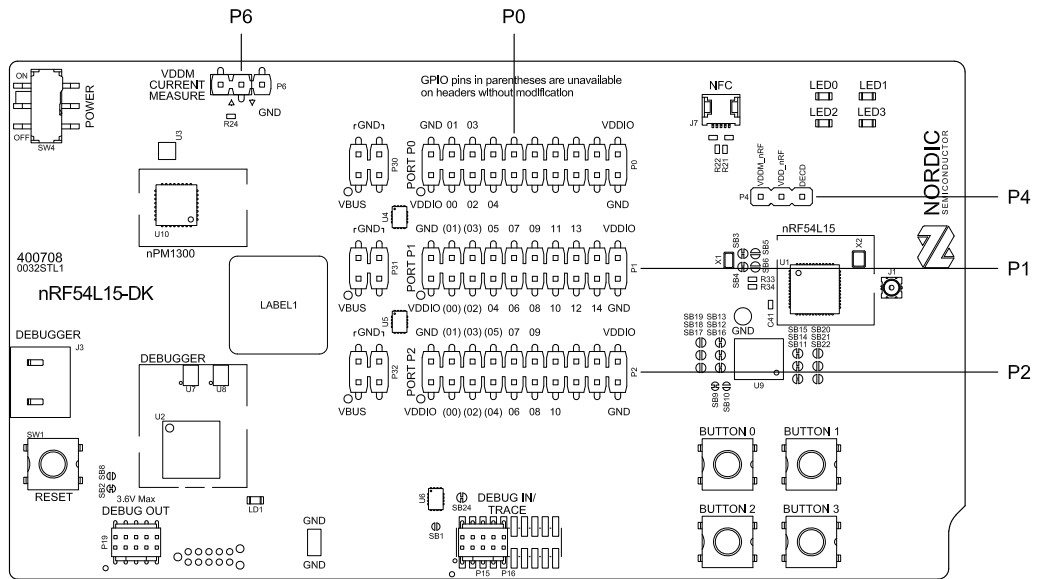 P6
P0
VDDM
CURRENT
MEASURE
P6
GND
R24
ON
OFF
POWER
SW4
U3
U10
nPM1300
GPIO pins in parentheses are unavailable
on headers without modification
GND
GND 01 03 VDDIO
PORT P0
P30
P0
VBUS
VDDIO 00 02 04 GND
U4
GND
GND (01) (03) 05 07 09 11 13 VDDIO
PORT P1
P31
P1
VBUS
VDDIO (00) (02) 04 06 08 10 12 14 GND
U5
GND
GND (01) (03) (05) 07 09 VDDIO
PORT P2
P32
P2
VBUS
VDDIO (00) (02) (04) 06 08 10 GND
NFC
J7
R22
R21
LED0 LED1
LED2 LED3
VDDM_nRF
VDD_nRF
DECD
P4
P4
NORDIC
SEMICONDUCTOR
nRF54L15
X1
X2
U1
J1
SB3
SB5
SB4
SB6
R33
R34
C41
P1
400708
0032STL1
nRF54L15-DK
LABEL1
GND
SB19 SB13
SB18 SB12
SB17 SB16
SB15 SB20
SB14 SB21
SB11 SB22
U9
SB9
SB10
P2
DEBUGGER
J3
DEBUGGER
U7
U8
U2
SW1
RESET
SB8
SB2
3.6V Max
DEBUG OUT
P19
LD1
GND
GND
U6
SB24
SB1
DEBUG IN/
TRACE
P15 P16
BUTTON 0 BUTTON 1
BUTTON 2 BUTTON 3